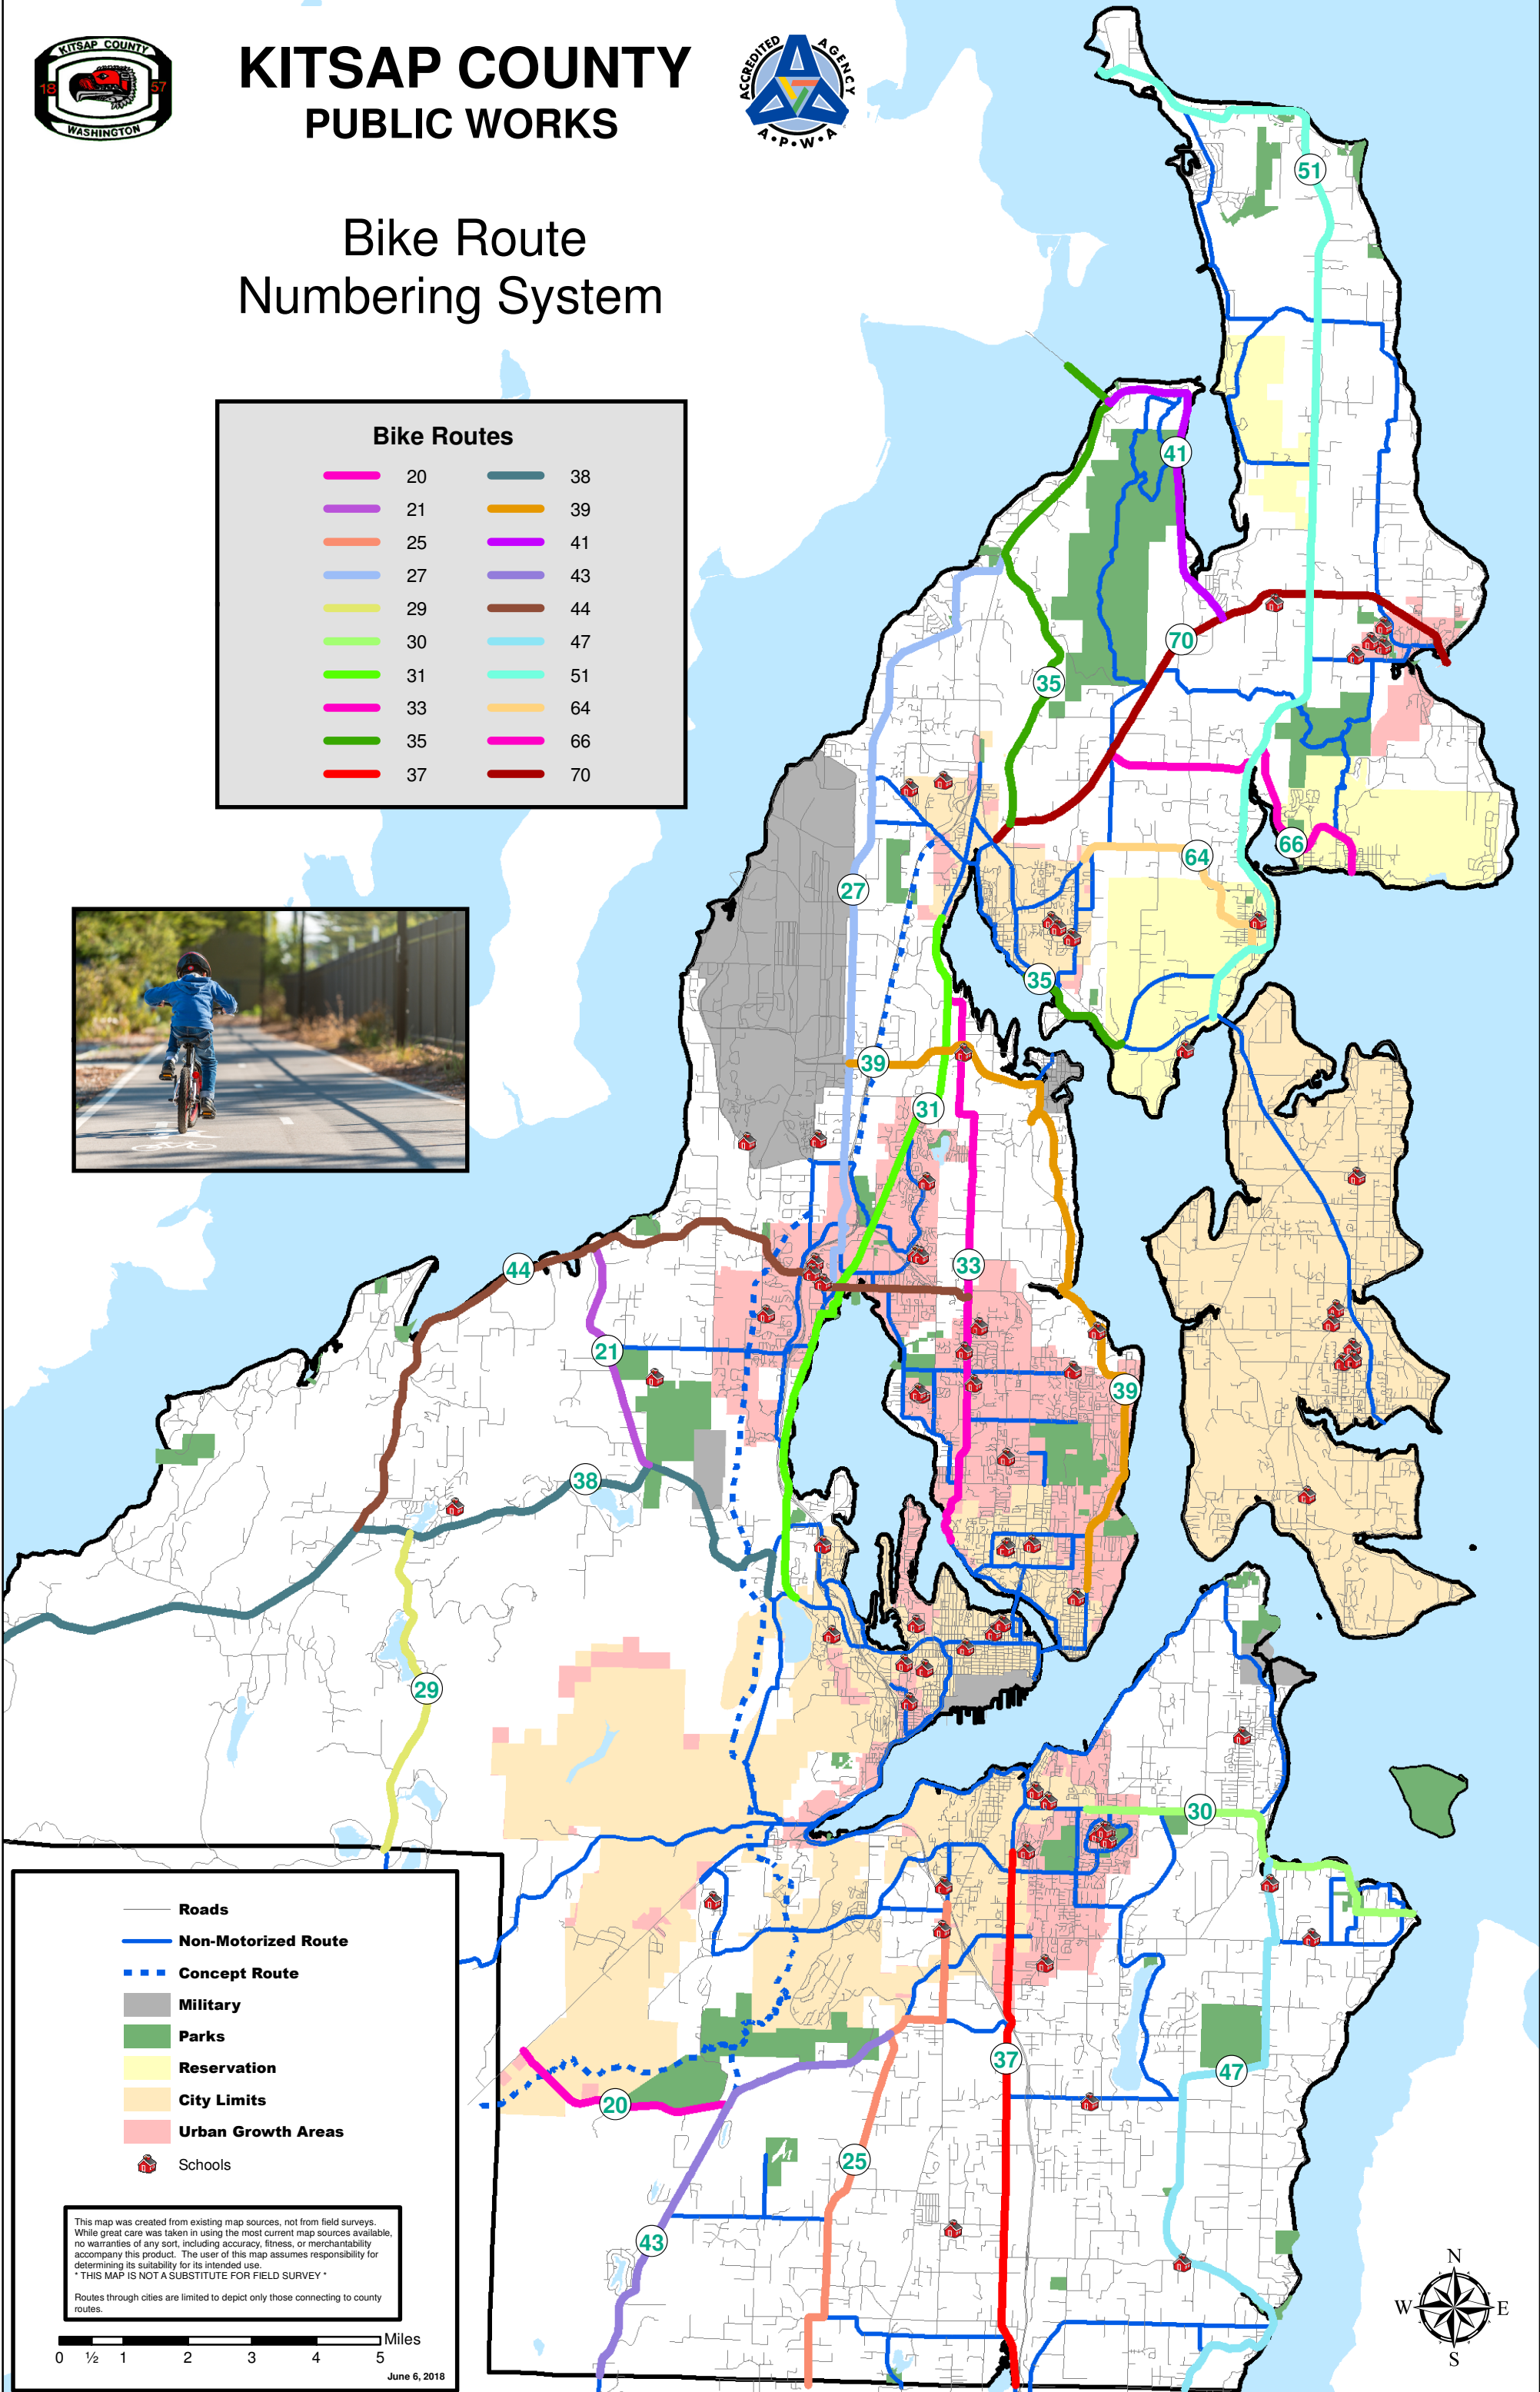 KITSAP COUNTY
18 57
WASHINGTON
KITSAP COUNTY
PUBLIC WORKS
ACCREDITED AGENCY
A•P•W•A
Bike Route
Numbering System
Bike Routes
20 38
21 39
25 41
27 43
29 44
30 47
31 51
33 64
35 66
37 70
51
41
70
35
66
64
27
35
39
31
33
44
21
39
38
29
30
37
47
20
25
43
Roads
Non-Motorized Route
Concept Route
Military
Parks
Reservation
City Limits
Urban Growth Areas
Schools
This map was created from existing map sources, not from field surveys.
While great care was taken in using the most current map sources available,
no warranties of any sort, including accuracy, fitness, or merchantability
accompany this product. The user of this map assumes responsibility for
determining its suitability for its intended use.
* THIS MAP IS NOT A SUBSTITUTE FOR FIELD SURVEY *
Routes through cities are limited to depict only those connecting to county
routes.
Miles
0 ½ 1 2 3 4 5
June 6, 2018
N
W E
S